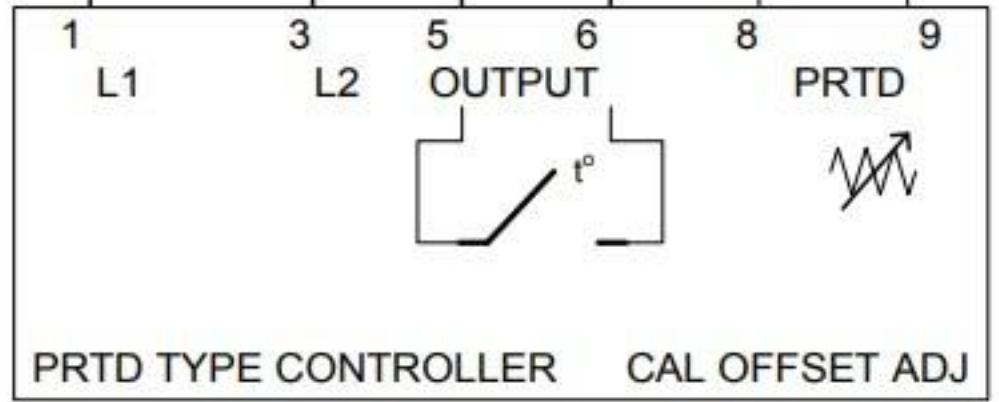 1 3 5 6 8 9
L1 L2 OUTPUT PRTD
t°
PRTD TYPE CONTROLLER CAL OFFSET ADJ